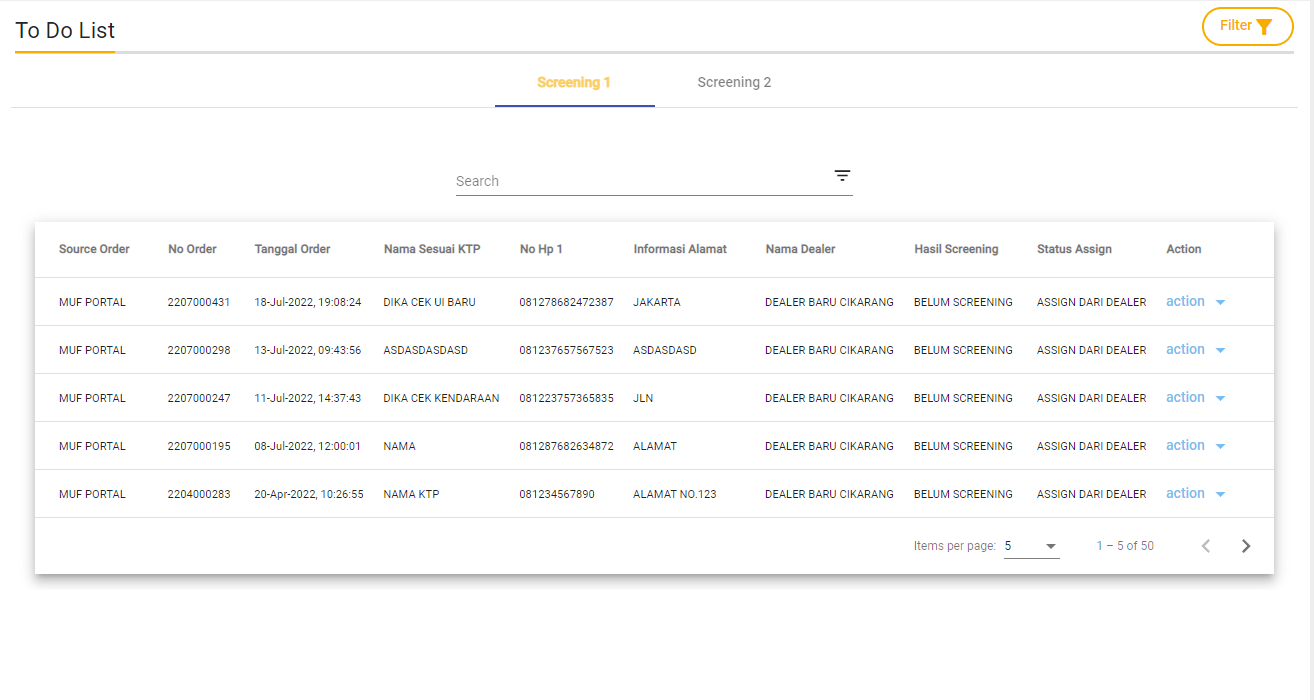 To Do List
Filter
Screening 1 Screening 2
Search
Source Order No Order Tanggal Order Nama Sesuai KTP No Hp 1 Informasi Alamat Nama Dealer Hasil Screening Status Assign Action
MUF PORTAL 2207000431 18-Jul-2022, 19:08:24 DIKA CEK UI BARU 081278682472387 JAKARTA DEALER BARU CIKARANG BELUM SCREENING ASSIGN DARI DEALER action
MUF PORTAL 2207000298 13-Jul-2022, 09:43:56 ASDASDASDASD 081237657567523 ASDASDASD DEALER BARU CIKARANG BELUM SCREENING ASSIGN DARI DEALER action
MUF PORTAL 2207000247 11-Jul-2022, 14:37:43 DIKA CEK KENDARAAN 081223757365835 JLN DEALER BARU CIKARANG BELUM SCREENING ASSIGN DARI DEALER action
MUF PORTAL 2207000195 08-Jul-2022, 12:00:01 NAMA 081287682634872 ALAMAT DEALER BARU CIKARANG BELUM SCREENING ASSIGN DARI DEALER action
MUF PORTAL 2204000283 20-Apr-2022, 10:26:55 NAMA KTP 081234567890 ALAMAT NO.123 DEALER BARU CIKARANG BELUM SCREENING ASSIGN DARI DEALER action
Items per page: 5 1 – 5 of 50